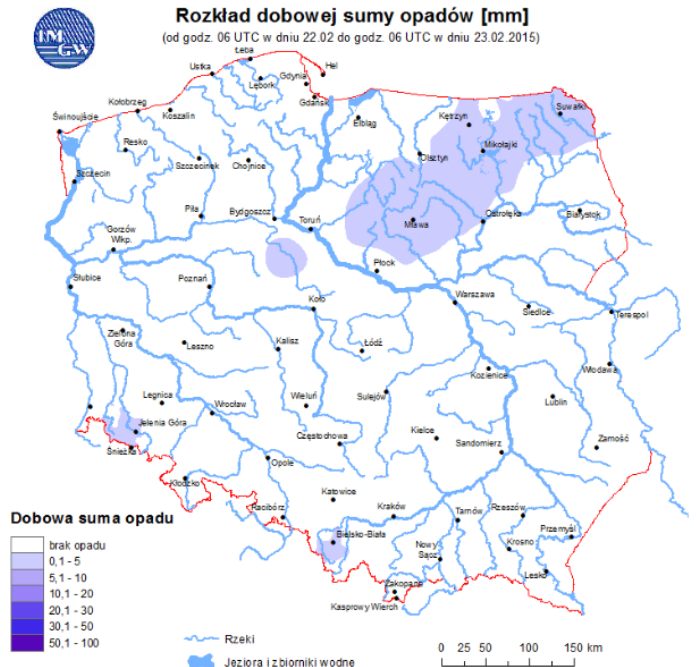 IM
GW
Rozkład dobowej sumy opadów [mm]
(od godz. 06 UTC w dniu 22.02 do godz. 06 UTC w dniu 23.02.2015)
Łeba
Ustka
Hel
Gdynia
Lębork
Kołobrzeg
Gdańsk
Koszalin
Świnoujście
Suwałki
Kętrzyn
Elbląg
Resko
Mikołajki
Olsztyn
Szczecinek
Chojnice
Szczecin
Piła
Bydgoszcz
Toruń
Mława
Ostrołęka
Białystok
Gorzów
Wlkp.
Płock
Słubice
Poznań
Koło
Warszawa
Siedlce
Terespol
Zielona
Góra
Leszno
Kalisz
Łódź
Kozienice
Włodawa
Legnica
Wrocław
Wieluń
Sulejów
Lublin
Jelenia Góra
Śnieżka
Częstochowa
Kielce
Sandomierz
Zamość
Opole
Kłodzko
Katowice
Racibórz
Kraków
Tarnów
Rzeszów
Przemyśl
Bielsko-Biała
Nowy
Sącz
Krosno
Lesko
Zakopane
Kasprowy Wierch
Dobowa suma opadu
brak opadu
0,1 - 5
5,1 - 10
10,1 - 20
20,1 - 30
30,1 - 50
50,1 - 100
Rzeki
Jeziora i zbiorniki wodne
0 25 50 100 150 km